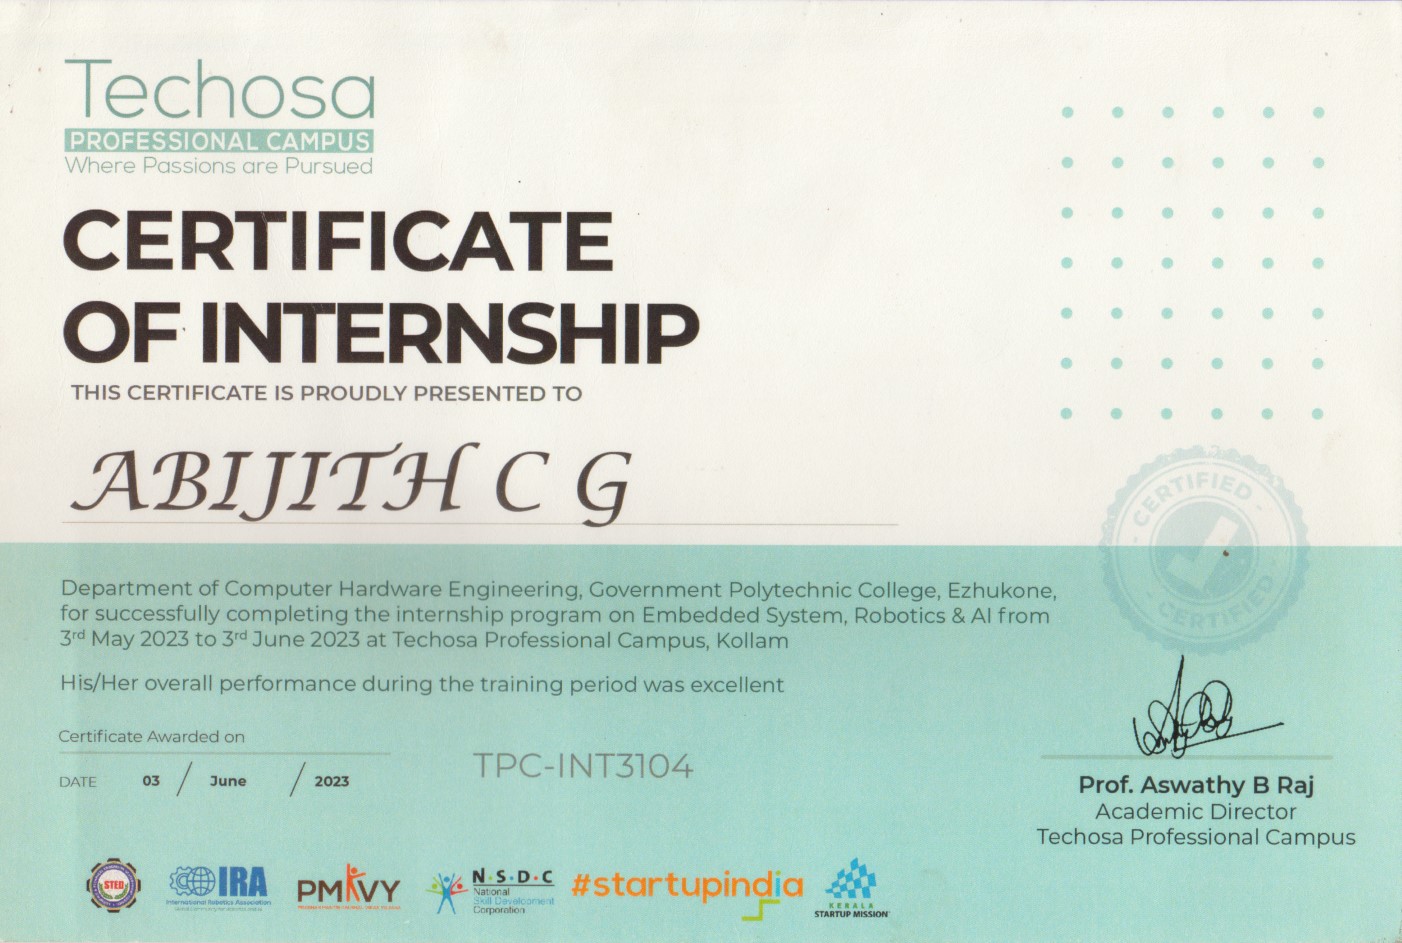 Techosa
PROFESSIONAL CAMPUS
Where Passions are Pursued
CERTIFICATE
OF INTERNSHIP
THIS CERTIFICATE IS PROUDLY PRESENTED TO
ABIJITH C G
CERTIFIED
CERTIFIED
Department of Computer Hardware Engineering, Government Polytechnic College, Ezhukone,
for successfully completing the internship program on Embedded System, Robotics & AI from
3rd May 2023 to 3rd June 2023 at Techosa Professional Campus, Kollam
His/Her overall performance during the training period was excellent
Certificate Awarded on
DATE 03 / June / 2023
TPC-INT3104
Prof. Aswathy B Raj
Academic Director
Techosa Professional Campus
STED
IRA
International Robotics Association
PMKVY
N·S·D·C
National
Skill Development
Corporation
#startupindia
KERALA
STARTUP MISSION